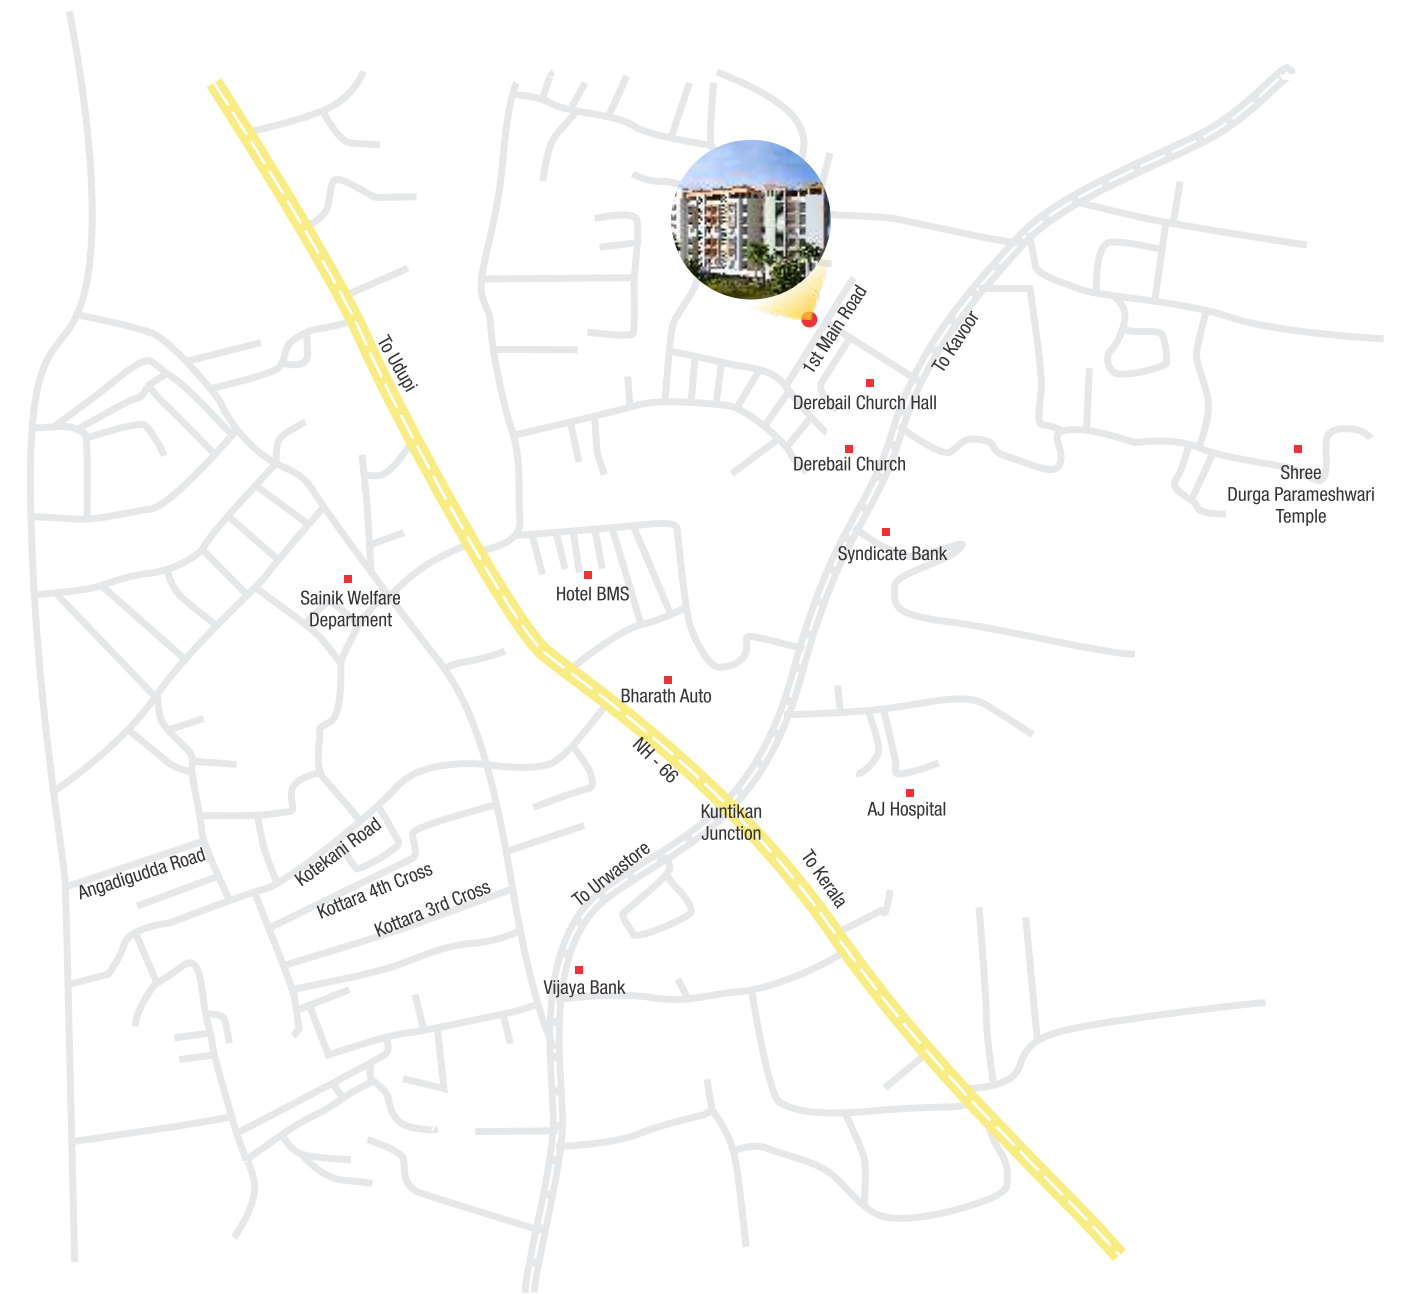 To Udupi
1st Main Road
To Kavoor
Derebail Church Hall
Derebail Church
Shree
Durga Parameshwari
Temple
Syndicate Bank
Hotel BMS
Sainik Welfare
Department
Bharath Auto
NH - 66
Kuntikan
Junction
AJ Hospital
Kotekani Road
Angadigudda Road
Kottara 4th Cross
Kottara 3rd Cross
To Urwastore
To Kerala
Vijaya Bank